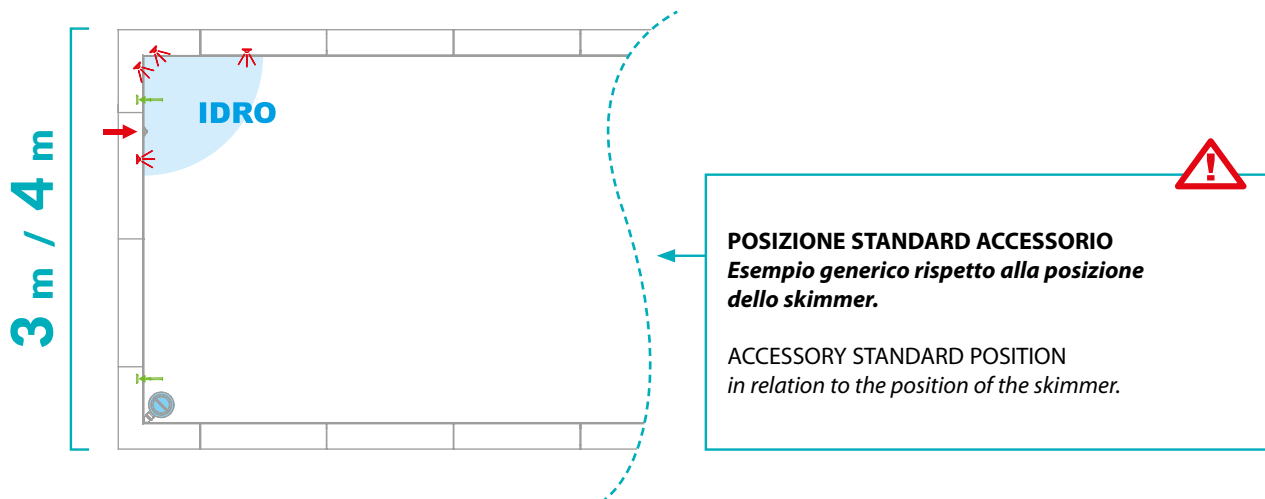 3 m / 4 m
IDRO
POSIZIONE STANDARD ACCESSORIO
Esempio generico rispetto alla posizione
dello skimmer.
ACCESSORY STANDARD POSITION
in relation to the position of the skimmer.